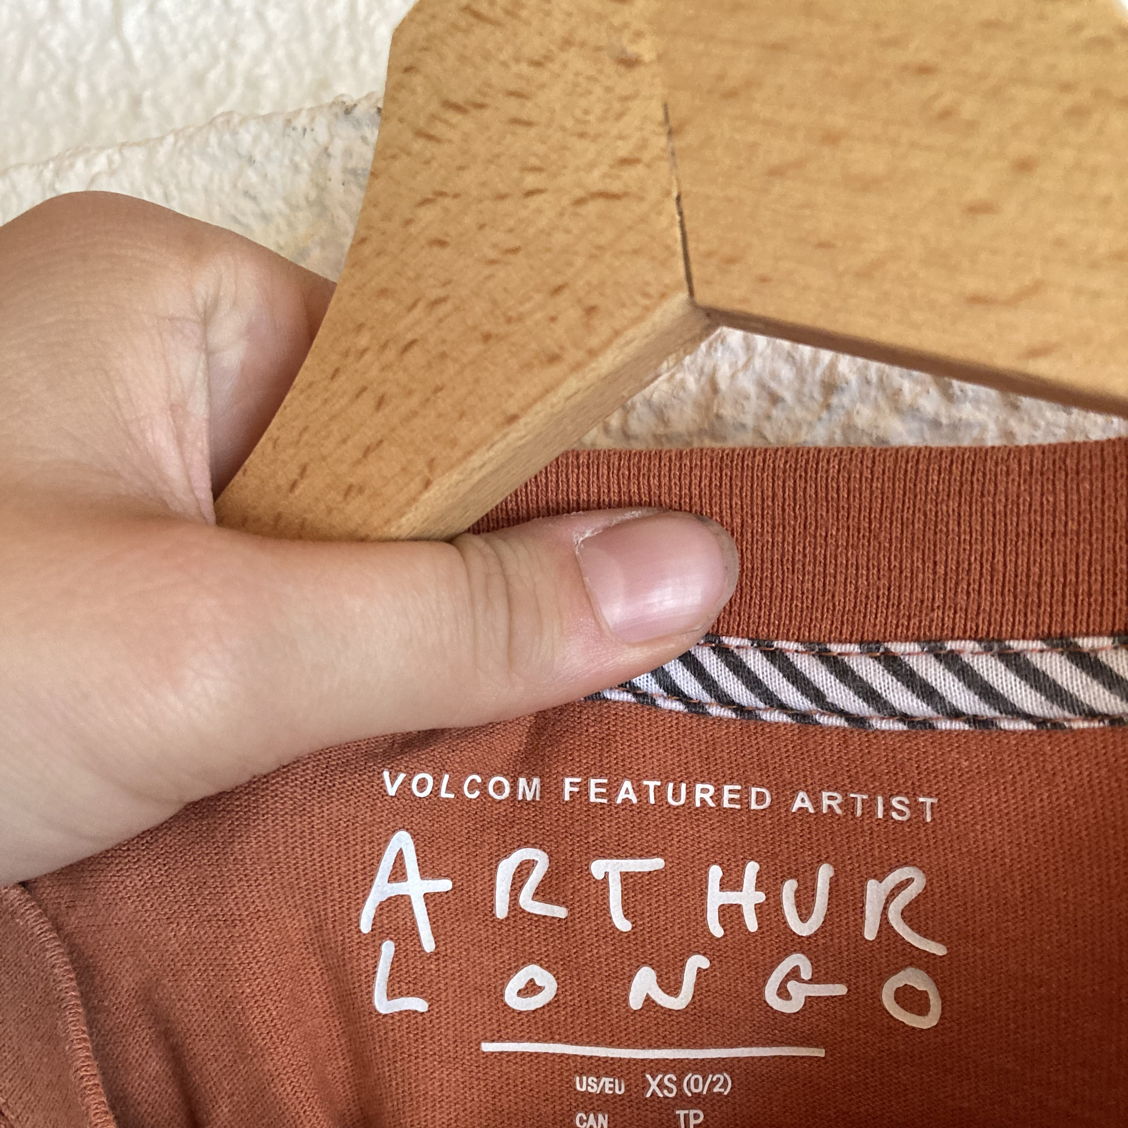 VOLCOM FEATURED ARTIST
ARTHUR
LONGO
US/EU XS (0/2)
CAN TP